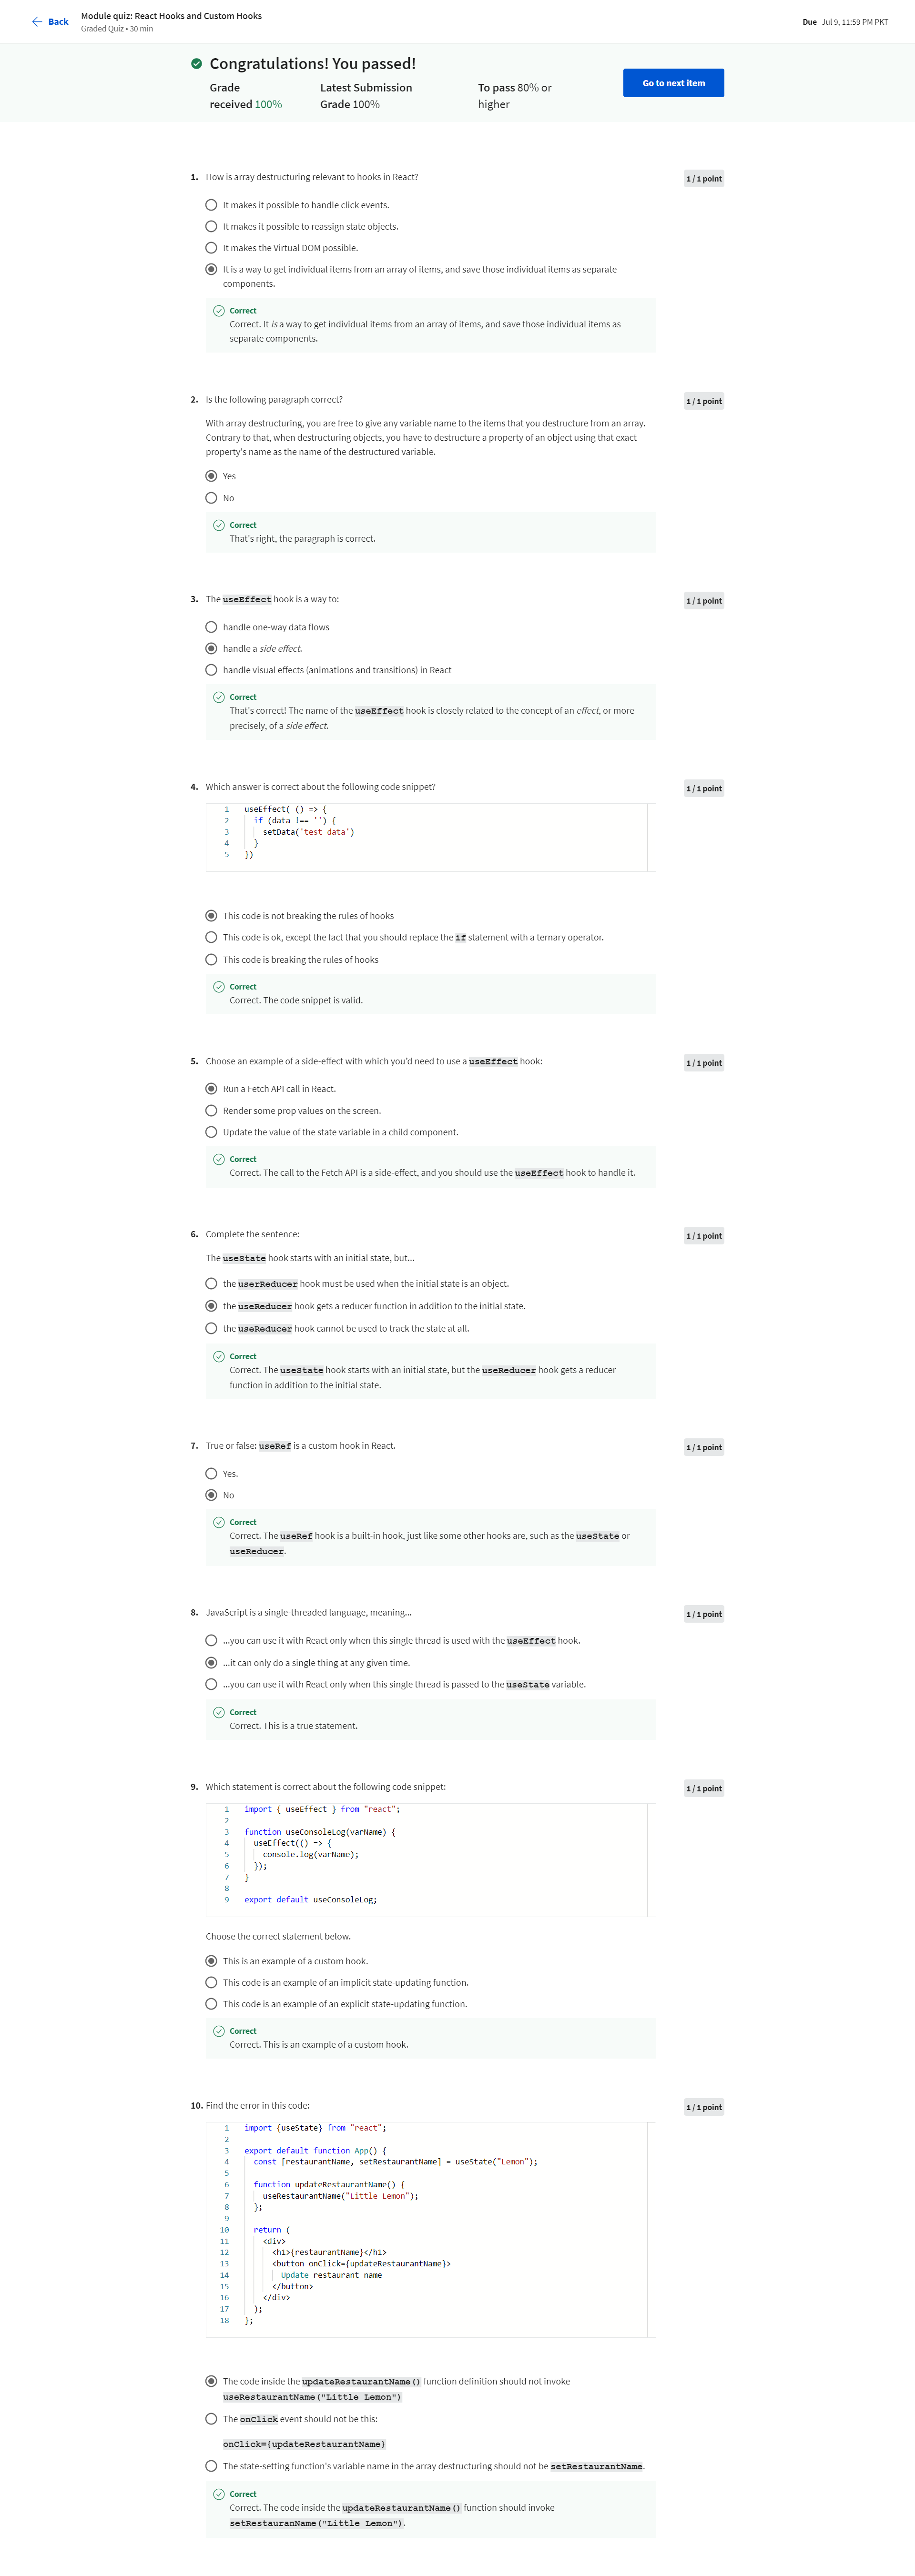 Back
Module quiz: React Hooks and Custom Hooks
Graded Quiz • 30 min
Due Jul 9, 11:59 PM PKT
Congratulations! You passed!
Grade received 100%
Latest Submission Grade 100%
To pass 80% or higher
Go to next item
1. How is array destructuring relevant to hooks in React?
1 / 1 point
It makes it possible to handle click events.
It makes it possible to reassign state objects.
It makes the Virtual DOM possible.
It is a way to get individual items from an array of items, and save those individual items as separate
components.
Correct
Correct. It is a way to get individual items from an array of items, and save those individual items as
separate components.
2. Is the following paragraph correct?
1 / 1 point
With array destructuring, you are free to give any variable name to the items that you destructure from an array.
Contrary to that, when destructuring objects, you have to destructure a property of an object using that exact
property's name as the name of the destructured variable.
Yes
No
Correct
That's right, the paragraph is correct.
3. The useEffect hook is a way to:
1 / 1 point
handle one-way data flows
handle a side effect.
handle visual effects (animations and transitions) in React
Correct
That's correct! The name of the useEffect hook is closely related to the concept of an effect, or more
precisely, of a side effect.
4. Which answer is correct about the following code snippet?
1 / 1 point
1 useEffect( () => {
2 if (data !== '') {
3 setData('test data')
4 }
5 })
This code is not breaking the rules of hooks
This code is ok, except the fact that you should replace the if statement with a ternary operator.
This code is breaking the rules of hooks
Correct
Correct. The code snippet is valid.
5. Choose an example of a side-effect with which you'd need to use a useEffect hook:
1 / 1 point
Run a Fetch API call in React.
Render some prop values on the screen.
Update the value of the state variable in a child component.
Correct
Correct. The call to the Fetch API is a side-effect, and you should use the useEffect hook to handle it.
6. Complete the sentence:
1 / 1 point
The useState hook starts with an initial state, but...
the userReducer hook must be used when the initial state is an object.
the useReducer hook gets a reducer function in addition to the initial state.
the useReducer hook cannot be used to track the state at all.
Correct
Correct. The useState hook starts with an initial state, but the useReducer hook gets a reducer
function in addition to the initial state.
7. True or false: useRef is a custom hook in React.
1 / 1 point
Yes.
No
Correct
Correct. The useRef hook is a built-in hook, just like some other hooks are, such as the useState or
useReducer.
8. JavaScript is a single-threaded language, meaning...
1 / 1 point
...you can use it with React only when this single thread is used with the useEffect hook.
...it can only do a single thing at any given time.
...you can use it with React only when this single thread is passed to the useState variable.
Correct
Correct. This is a true statement.
9. Which statement is correct about the following code snippet:
1 / 1 point
1 import { useEffect } from "react";
2
3 function useConsoleLog(varName) {
4 useEffect(() => {
5 console.log(varName);
6 });
7 }
8
9 export default useConsoleLog;
Choose the correct statement below.
This is an example of a custom hook.
This code is an example of an implicit state-updating function.
This code is an example of an explicit state-updating function.
Correct
Correct. This is an example of a custom hook.
10. Find the error in this code:
1 / 1 point
1 import {useState} from "react";
2
3 export default function App() {
4 const [restaurantName, setRestaurantName] = useState("Lemon");
5
6 function updateRestaurantName() {
7 useRestaurantName("Little Lemon");
8 };
9
10 return (
11 <div>
12 <h1>{restaurantName}</h1>
13 <button onClick={updateRestaurantName}>
14 Update restaurant name
15 </button>
16 </div>
17 );
18 };
The code inside the updateRestaurantName() function definition should not invoke
useRestaurantName("Little Lemon")
The onClick event should not be this:
onClick={updateRestaurantName}
The state-setting function's variable name in the array destructuring should not be setRestaurantName.
Correct
Correct. The code inside the updateRestaurantName() function should invoke
setRestauranName("Little Lemon").